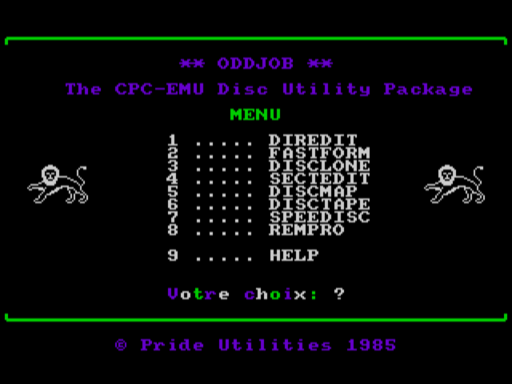 ** ODDJOB **
The CPC-EMU Disc Utility Package
MENU
1 ..... DIREDIT
2 ..... FASTFORM
3 ..... DISCLONE
4 ..... SECTEDIT
5 ..... DISCMAP
6 ..... DISCTAPE
7 ..... SPEEDISC
8 ..... REMPRO
9 ..... HELP
Votre choix: ?
© Pride Utilities 1985